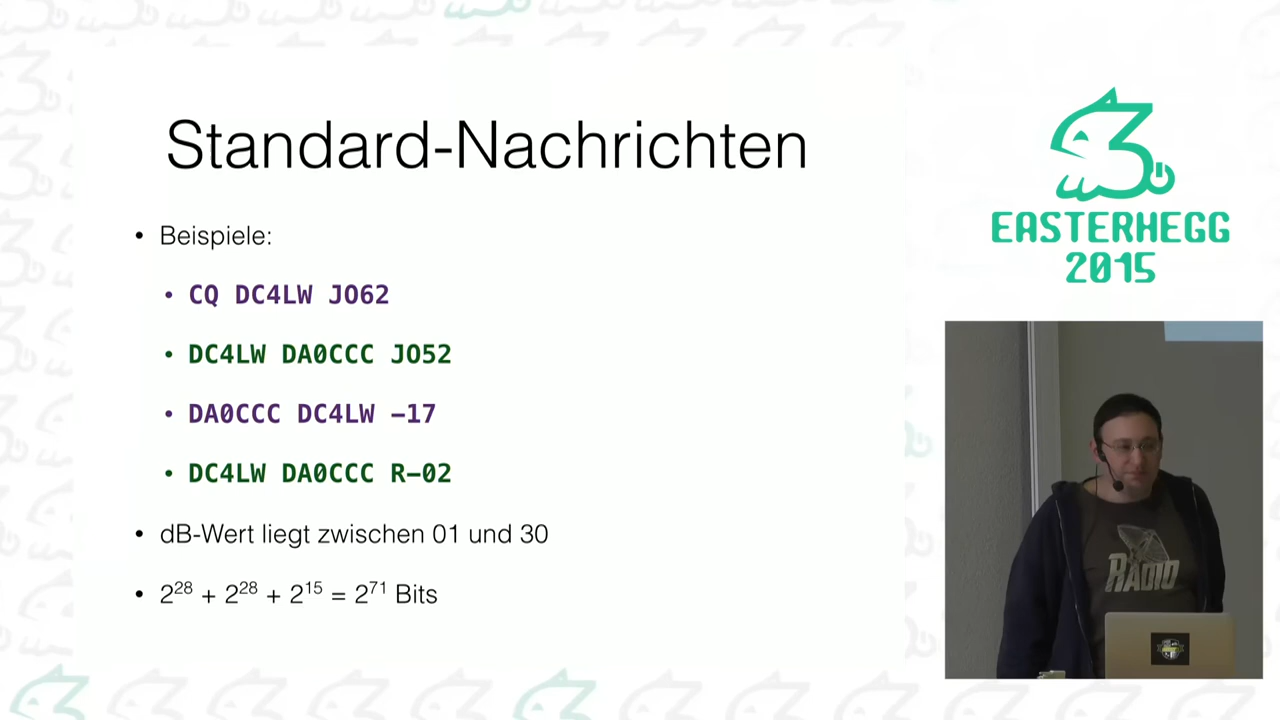 Standard-Nachrichten
• Beispiele:
• CQ DC4LW JO62
• DC4LW DA0CCC JO52
• DA0CCC DC4LW –17
• DC4LW DA0CCC R–02
• dB-Wert liegt zwischen 01 und 30
• 2²⁸ + 2²⁸ + 2¹⁵ = 2⁷¹ Bits
EASTERHEGG
2015
RADIO